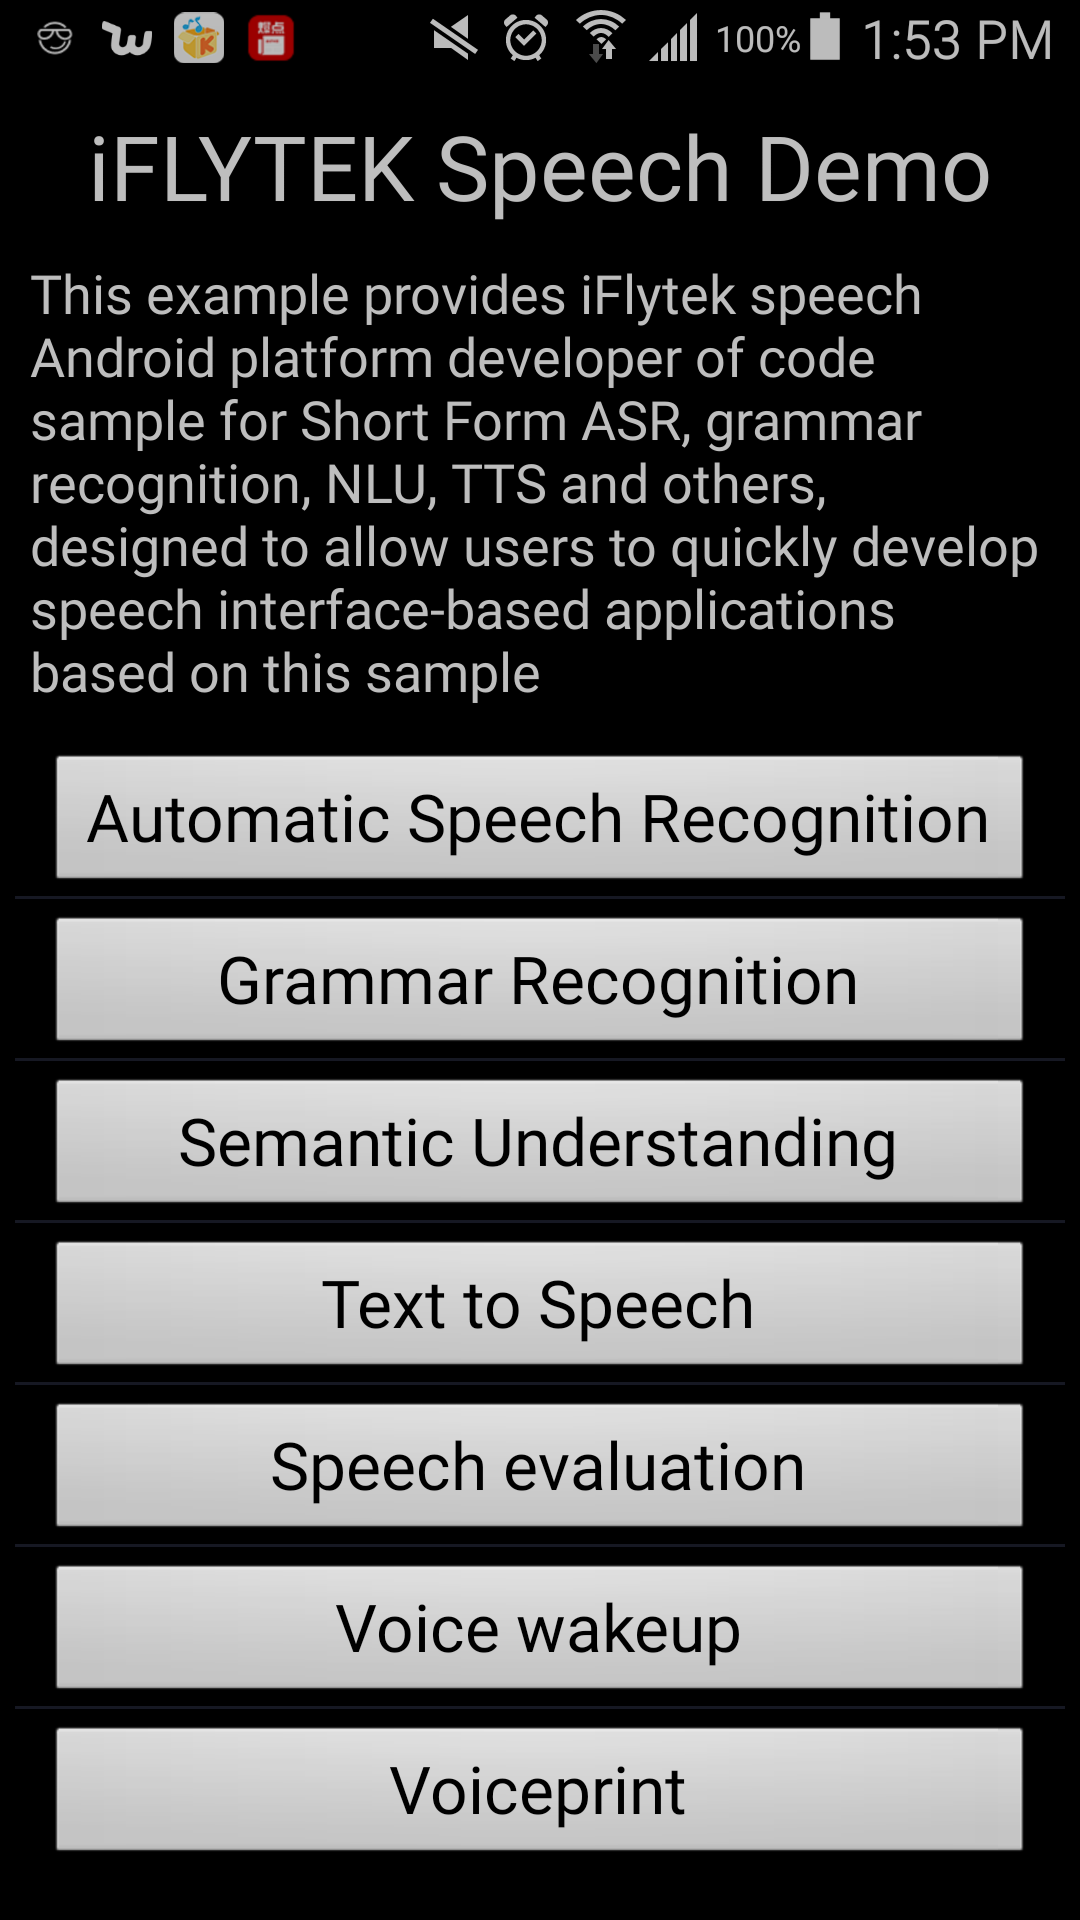 100% 1:53 PM
iFLYTEK Speech Demo
This example provides iFlytek speech
Android platform developer of code
sample for Short Form ASR, grammar
recognition, NLU, TTS and others,
designed to allow users to quickly develop
speech interface-based applications
based on this sample
Automatic Speech Recognition
Grammar Recognition
Semantic Understanding
Text to Speech
Speech evaluation
Voice wakeup
Voiceprint